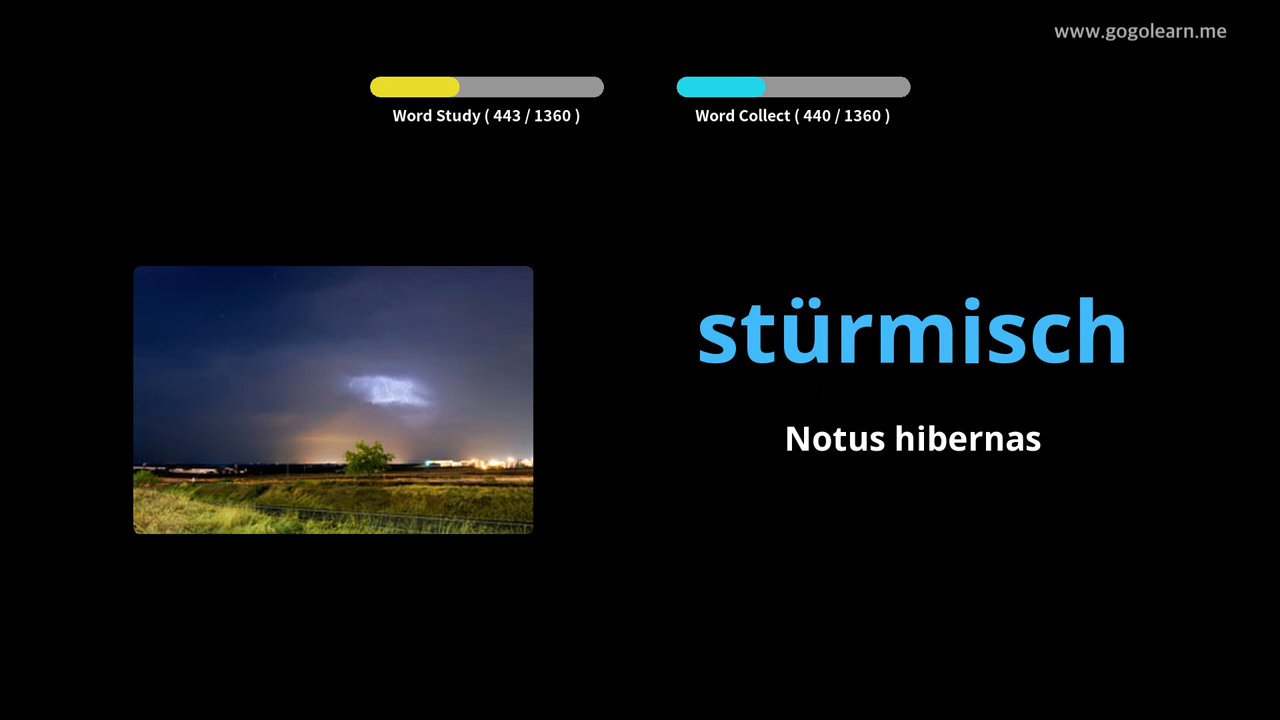 www.gogolearn.me
Word Study ( 443 / 1360 )
Word Collect ( 440 / 1360 )
stürmisch
Notus hibernas